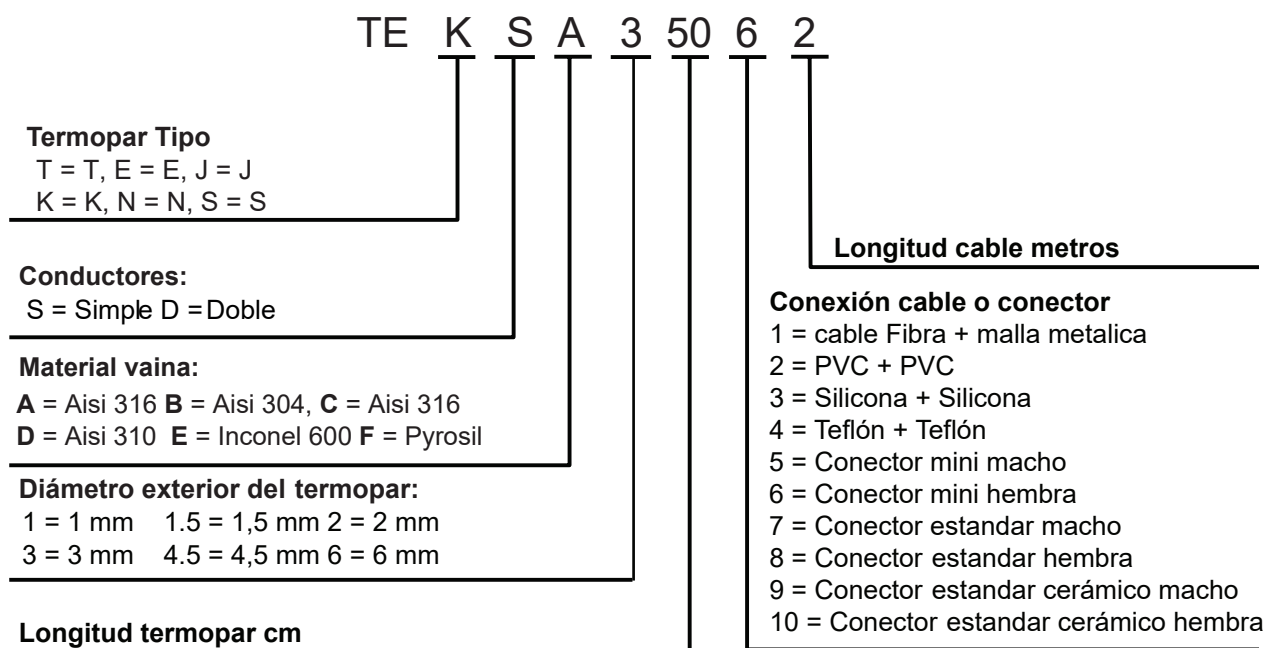 TE K S A 3 50 6 2
Termopar Tipo
T = T, E = E, J = J
K = K, N = N, S = S
Conductores:
S = Simple D = Doble
Material vaina:
A = Aisi 316 B = Aisi 304, C = Aisi 316
D = Aisi 310 E = Inconel 600 F = Pyrosil
Diámetro exterior del termopar:
1 = 1 mm 1.5 = 1,5 mm 2 = 2 mm
3 = 3 mm 4.5 = 4,5 mm 6 = 6 mm
Longitud termopar cm
Longitud cable metros
Conexión cable o conector
1 = cable Fibra + malla metalica
2 = PVC + PVC
3 = Silicona + Silicona
4 = Teflón + Teflón
5 = Conector mini macho
6 = Conector mini hembra
7 = Conector estandar macho
8 = Conector estandar hembra
9 = Conector estandar cerámico macho
10 = Conector estandar cerámico hembra